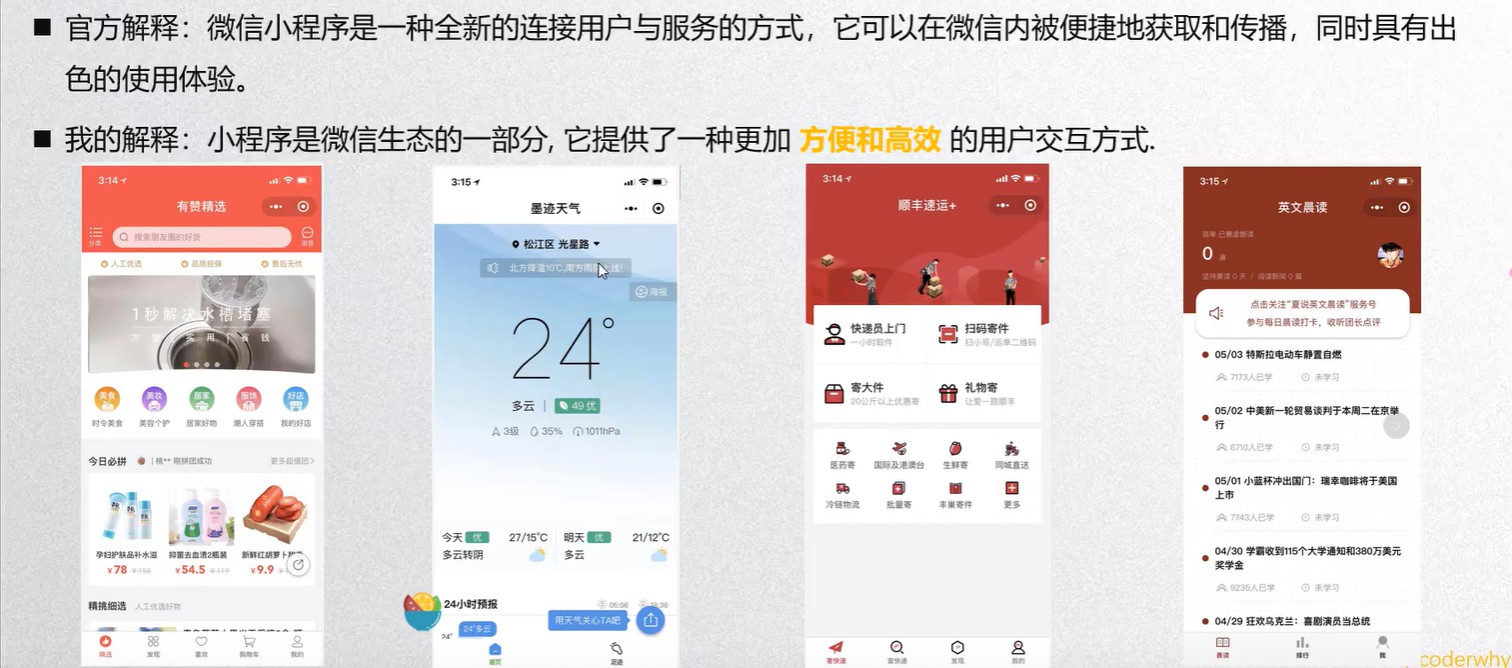 官方解释：微信小程序是一种全新的连接用户与服务的方式，它可以在微信内被便捷地获取和传播，同时具有出
色的使用体验。
我的解释：小程序是微信生态的一部分, 它提供了一种更加 方便和高效 的用户交互方式.
3:14
有赞精选
分类
搜索朋友圈的好货
消息
人工优选 品质担保 售后无忧
1秒解决水槽堵塞
方便 | 实用 | 省钱
美食 美妆 居家 服饰 好店
时令美食 美容个护 居家好物 潮人穿搭 我的好店
今日必拼 | 桃** 刚拼团成功 更多超值团>
孕妇护肤品补水滋 抑菌去血渍2瓶装 新鲜红胡萝卜
¥78 ¥54.5 ¥9.9
精挑细选 人工优选好物
精选 发现 喜欢 购物车 我的
3:15
墨迹天气
松江区 光星路
北方降温10℃,南方雨 上线!
海报
24°
多云 | 49 优
3级 35% 1011hPa
今天 优 27/15°C 明天 优 21/12°C
多云转阴 多云
24小时预报 05:06
24° 24°多云
用天气关心TA吧
首页 足迹
3:14
顺丰速运+
快递员上门 扫码寄件
一小时取件 扫小哥/运单二维码
寄大件 礼物寄
20公斤以上优惠寄 让爱一路顺丰
医药寄 国际及港澳台 生鲜寄 同城直送
冷链物流 批量寄 丰巢寄件 更多
寄快递 查快递 发现 我的
3:15
英文晨读
0
坚持晨读 0 天 / 阅读新闻 0 篇
点击关注“夏说英文晨读”服务号
参与每日晨读打卡，收听团长点评
05/03 特斯拉电动车静置自燃
7173人已学 未学习
05/02 中美新一轮贸易谈判于本周二在京举
行
6710人已学 未学习
05/01 小蓝杯冲出国门：瑞幸咖啡将于美国
上市
7743人已学 未学习
04/30 学霸收到115个大学通知和380万美元
奖学金
9235人已学 未学习
04/29 狂欢乌克兰：喜剧演员当总统
晨读 排行 我
coderwhy